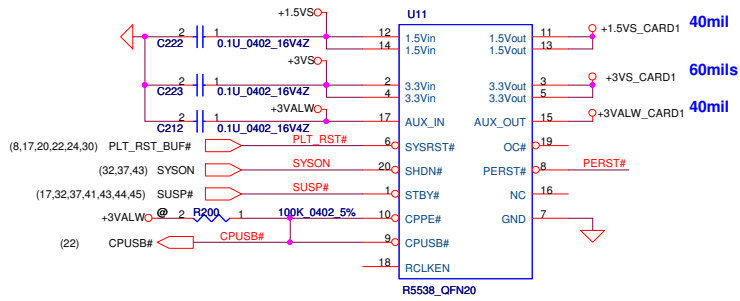 U11
+1.5VS
+1.5VS_CARD1 40mil
2 1 12 1.5Vin 1.5Vout 11
C222 0.1U_0402_16V4Z 14 1.5Vin 1.5Vout 13
+3VS
+3VS_CARD1 60mils
2 1 2 3.3Vin 3.3Vout 3
C223 0.1U_0402_16V4Z 4 3.3Vin 3.3Vout 5
+3VALW +3VALW_CARD1 40mil
2 1 17 AUX_IN AUX_OUT 15
C212 0.1U_0402_16V4Z
(8,17,20,22,24,30) PLT_RST_BUF# PLT_RST# 6 SYSRST# OC# 19
(32,37,43) SYSON SYSON 20 SHDN# PERST# 8 PERST#
(17,32,37,41,43,44,45) SUSP# SUSP# 1 STBY# NC 16
+3VALW @ 2 R200 1 100K_0402_5% 10 CPPE# GND 7
(22) CPUSB# CPUSB# 9 CPUSB#
18 RCLKEN
R5538_QFN20